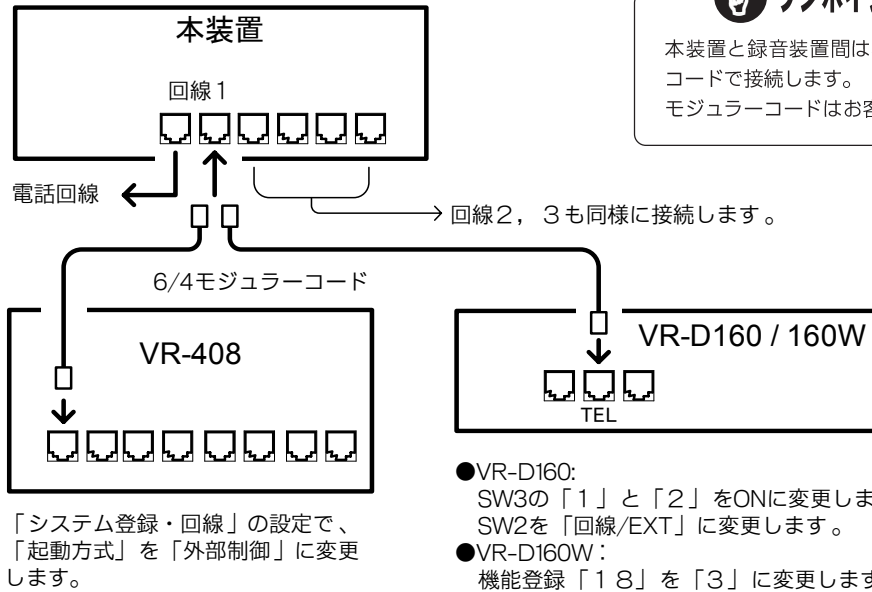 本装置
回線1
電話回線
回線2，3も同様に接続します。
6/4モジュラーコード
本装置と録音装置間は
コードで接続します。
モジュラーコードはお客
VR-408
「システム登録・回線」の設定で、
「起動方式」を「外部制御」に変更
します。
VR-D160 / 160W
TEL
●VR-D160:
SW3の「1」と「2」をONに変更しま
SW2を「回線/EXT」に変更します。
●VR-D160W：
機能登録「18」を「3」に変更します